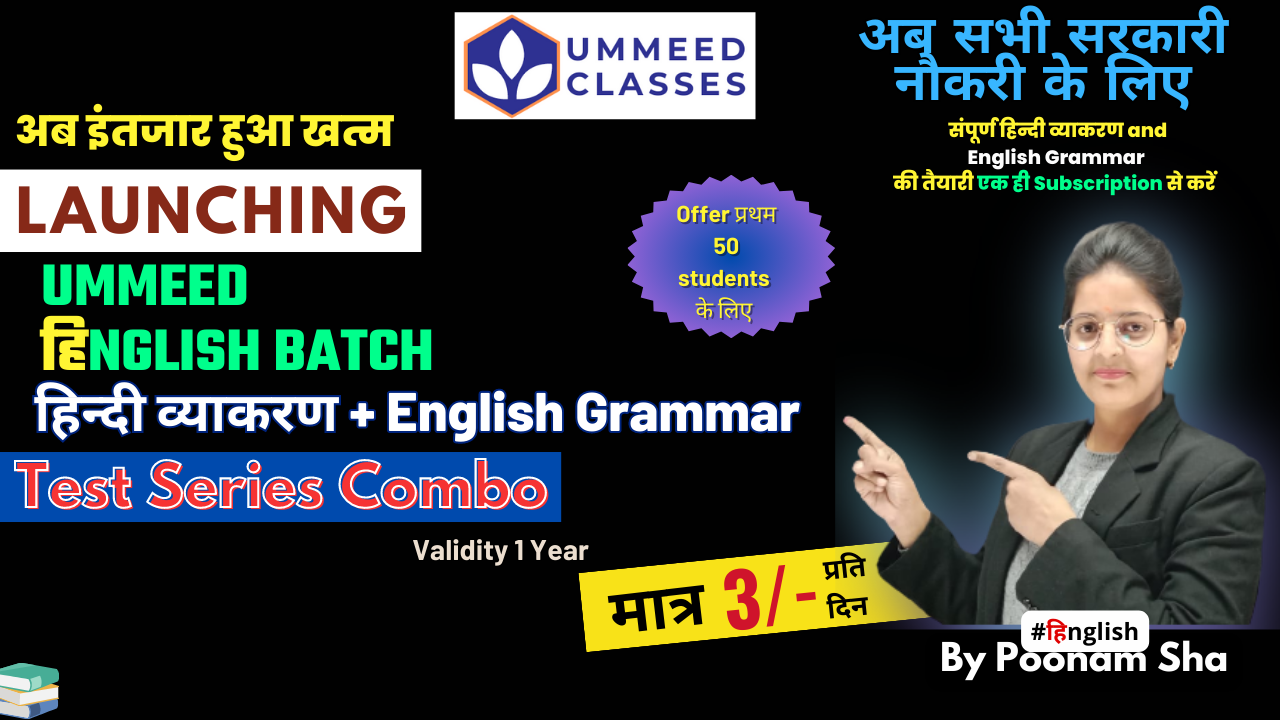 UMMEED
CLASSES
अब सभी सरकारी
नौकरी के लिए
संपूर्ण हिन्दी व्याकरण and
English Grammar
की तैयारी एक ही Subscription से करें
अब इंतजार हुआ खत्म
LAUNCHING
UMMEED
हिNGLISH BATCH
हिन्दी व्याकरण + English Grammar
Test Series Combo
Offer प्रथम
50
students
के लिए
Validity 1 Year
मात्र 3/- प्रति
दिन
#हिnglish
By Poonam Sha